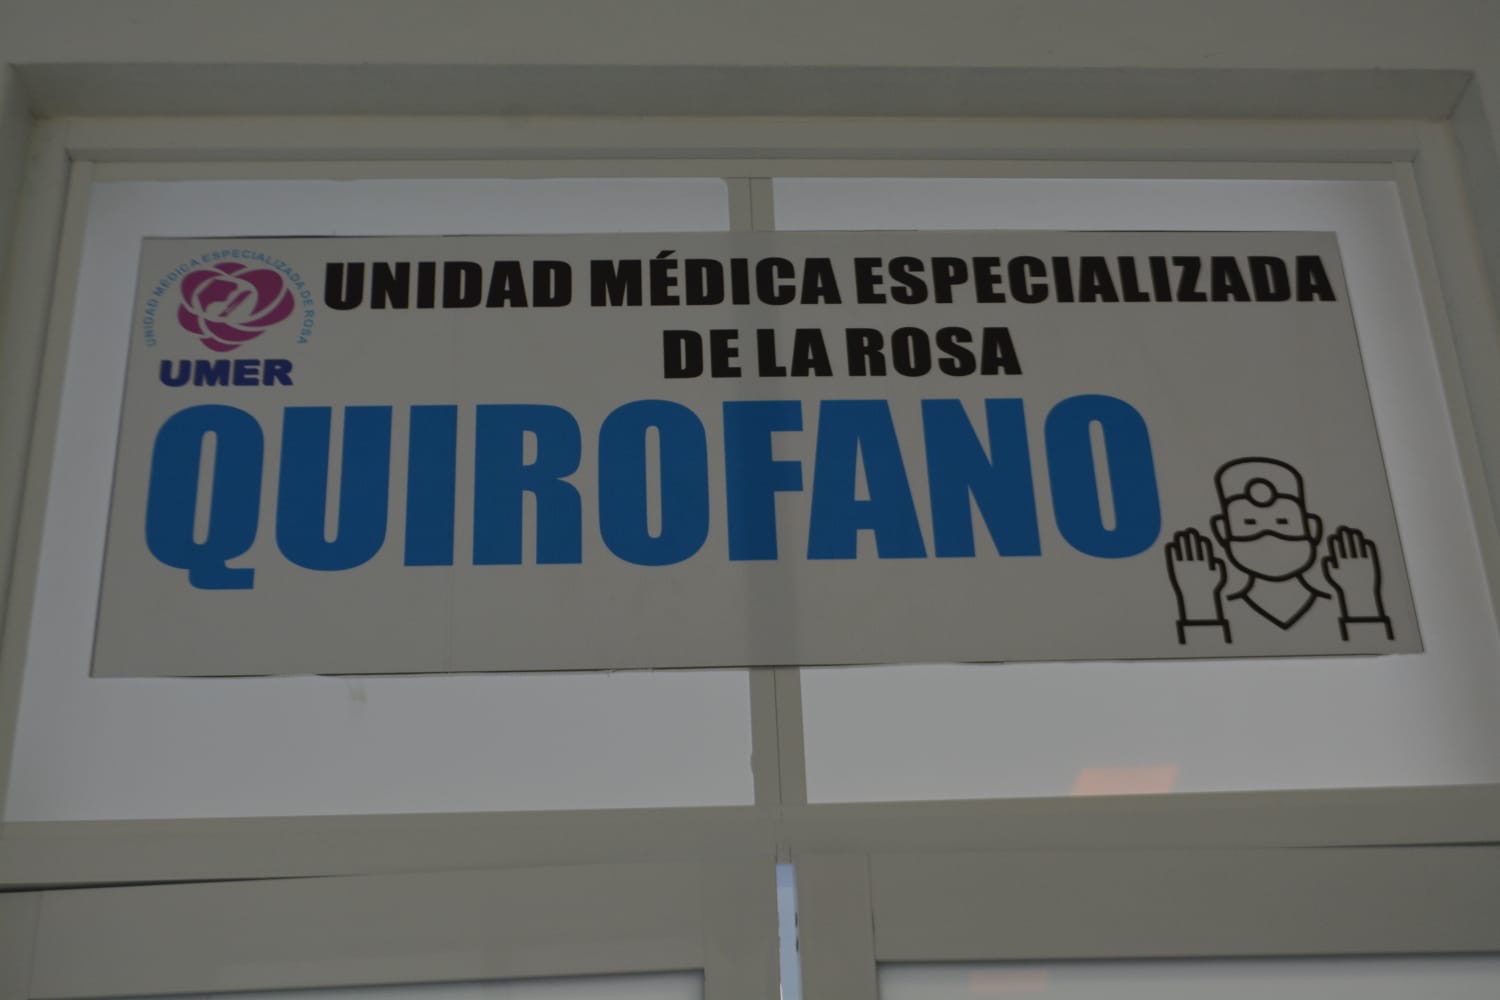 UNIDAD MÉDICA ESPECIALIZADA DE ROSA
UMER
UNIDAD MÉDICA ESPECIALIZADA
DE LA ROSA
QUIROFANO